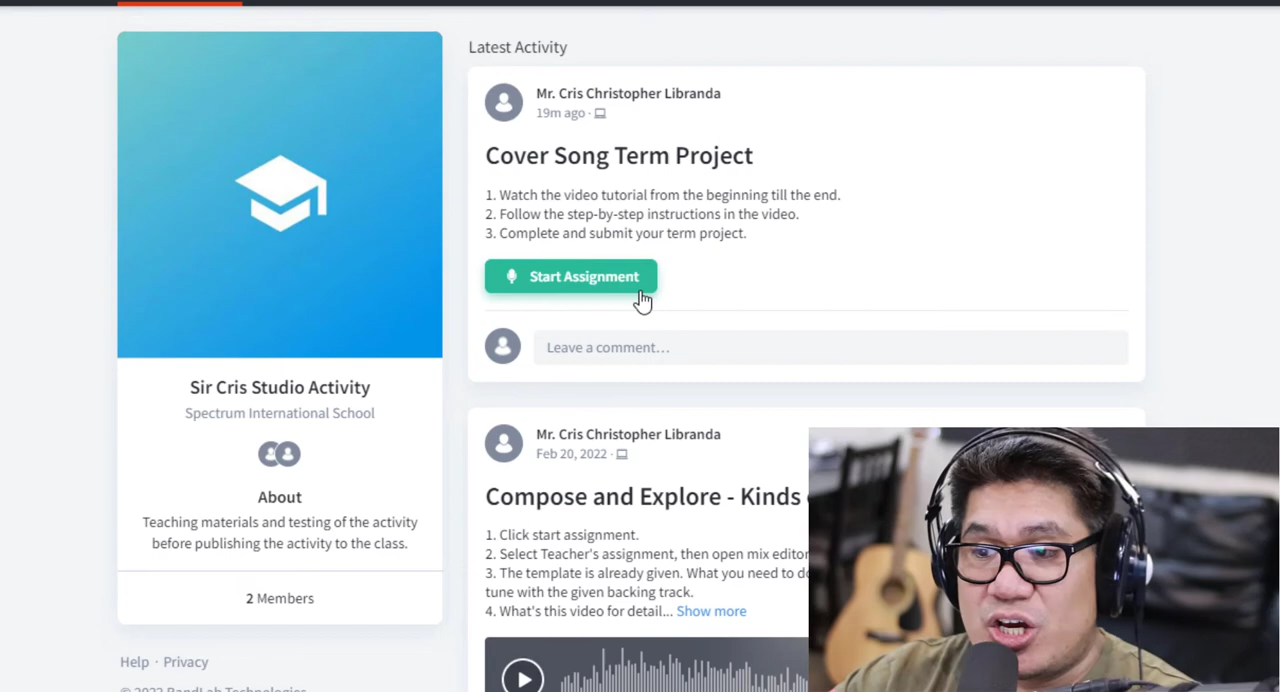 Latest Activity
Mr. Cris Christopher Libranda
19m ago ·
Cover Song Term Project
1. Watch the video tutorial from the beginning till the end.
2. Follow the step-by-step instructions in the video.
3. Complete and submit your term project.
Start Assignment
Leave a comment...
Sir Cris Studio Activity
Spectrum International School
About
Teaching materials and testing of the activity
before publishing the activity to the class.
2 Members
Help · Privacy
© 2022 BandLab Technologies
Mr. Cris Christopher Libranda
Feb 20, 2022 ·
Compose and Explore - Kinds
1. Click start assignment.
2. Select Teacher's assignment, then open mix editor
3. The template is already given. What you need to do
tune with the given backing track.
4. What's this video for detail... Show more